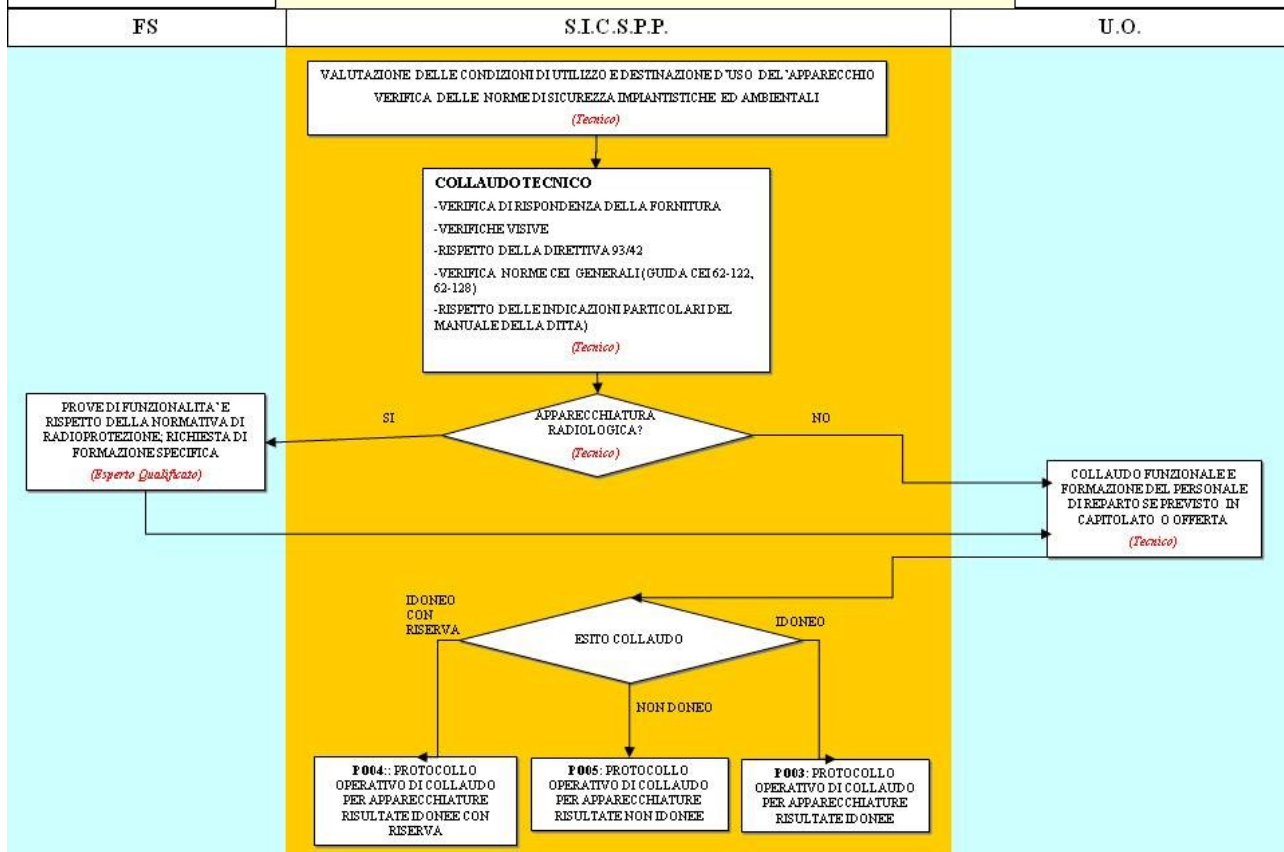 FS
S.I.C.S.P.P.
U.O.
VALUTAZIONE DELLE CONDIZIONI DI UTILIZZO E DESTINAZIONE D'USO DEL'APPARECCHIO
VERIFICA DELLE NORME DI SICUREZZA IMPIANTISTICHE ED AMBIENTALI
(Tecnico)
COLLAUDO TECNICO
-VERIFICA DI RISPONDENZA DELLA FORNITURA
-VERIFICHE VISIVE
-RISPETTO DELLA DIRETTIVA 93/42
-VERIFICA NORME CEI GENERALI (GUIDA CEI 62-122,
62-128)
-RISPETTO DELLE INDICAZIONI PARTICOLARI DEL
MANUALE DELLA DITTA)
(Tecnico)
APPARECCHIATURA
RADIOLOGICA?
(Tecnico)
SI
NO
PROVE DI FUNZIONALITA' E
RISPETTO DELLA NORMATIVA DI
RADIOPROTEZIONE; RICHIESTA DI
FORMAZIONE SPECIFICA
(Esperto Qualificato)
COLLAUDO FUNZIONALE E
FORMAZIONE DEL PERSONALE
DI REPARTO SE PREVISTO IN
CAPITOLATO O OFFERTA
(Tecnico)
IDONEO
CON
RISERVA
ESITO COLLAUDO
IDONEO
NON DONEO
P004:: PROTOCOLLO
OPERATIVO DI COLLAUDO
PER APPARECCHIATURE
RISULTATE IDONEE CON
RISERVA
P005: PROTOCOLLO
OPERATIVO DI COLLAUDO
PER APPARECCHIATURE
RISULTATE NON IDONEE
P003: PROTOCOLLO
OPERATIVO DI COLLAUDO
PER APPARECCHIATURE
RISULTATE IDONEE